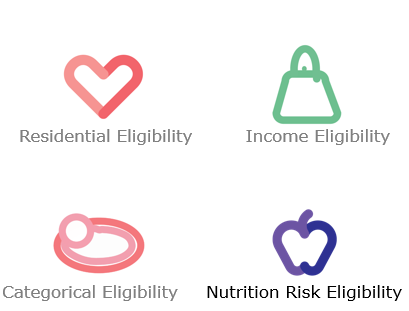 Residential Eligibility
Income Eligibility
Categorical Eligibility
Nutrition Risk Eligibility